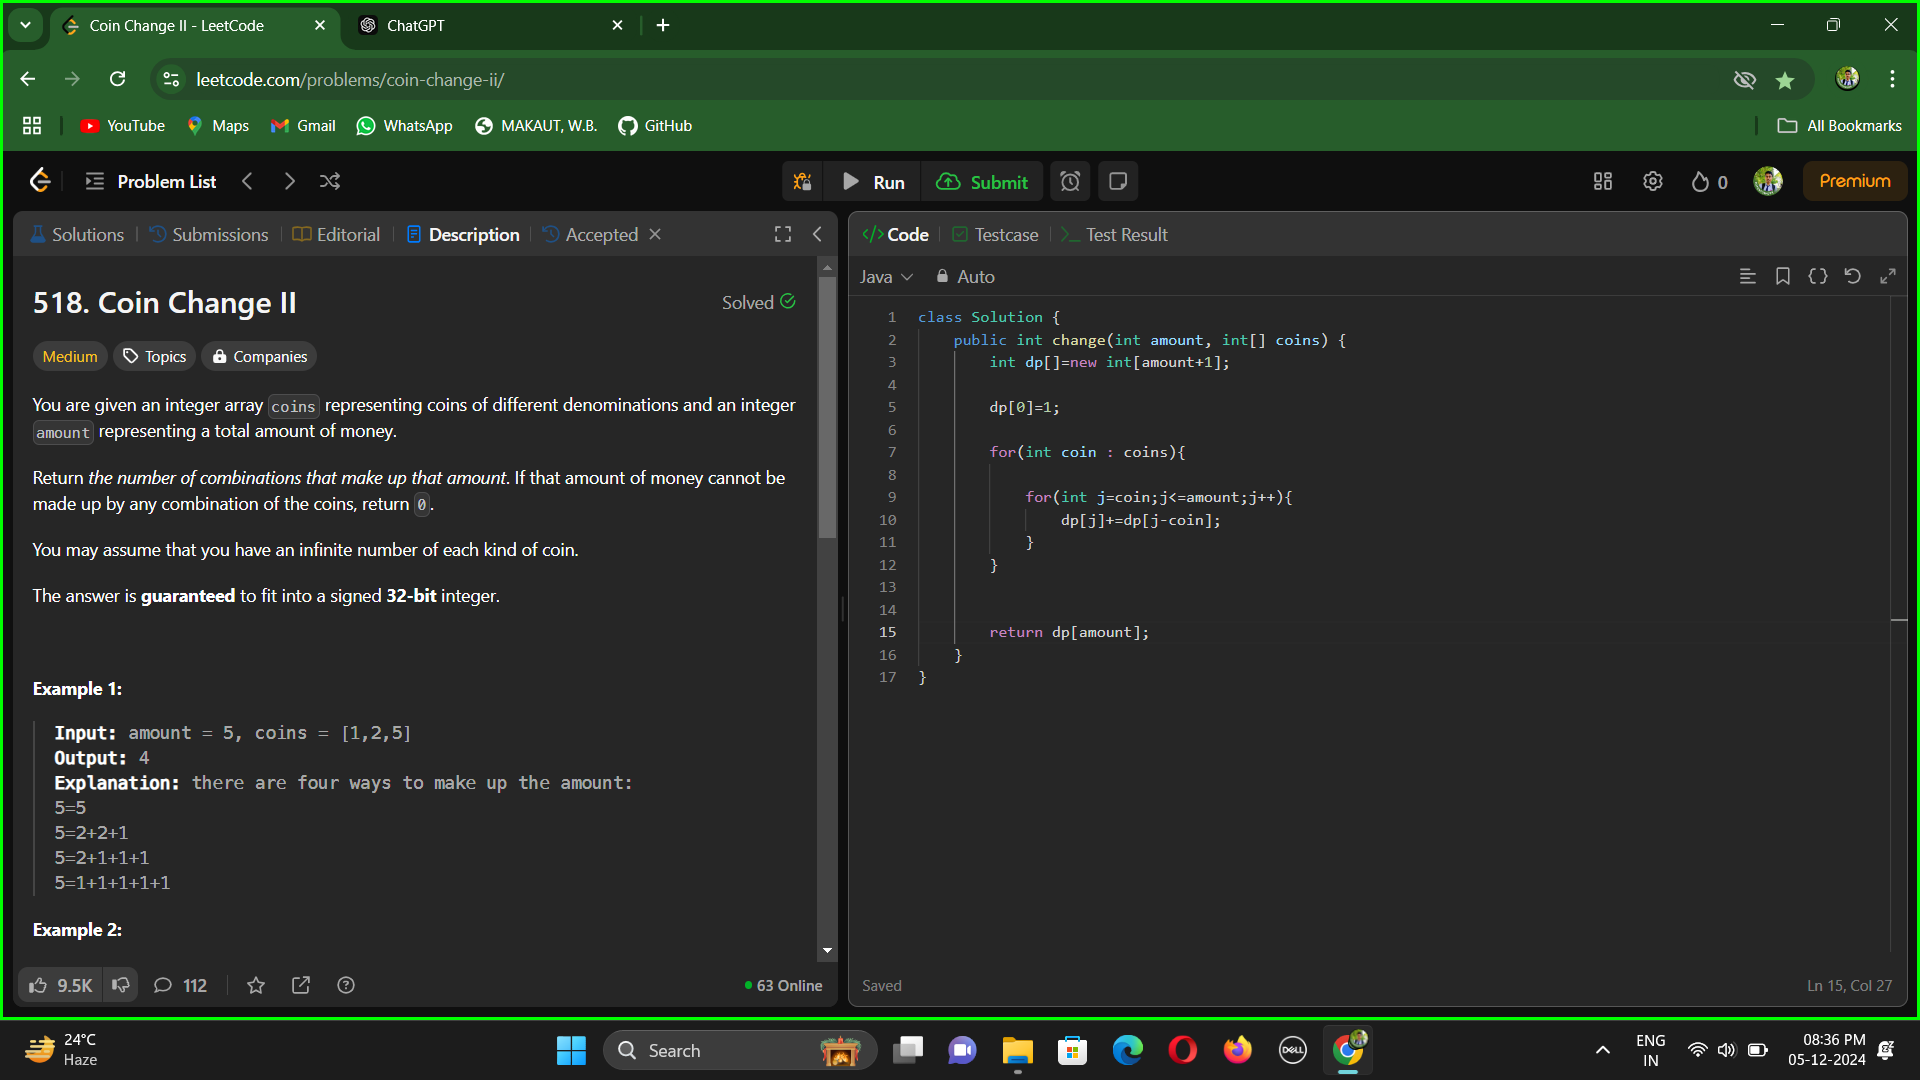 Coin Change II - LeetCode
ChatGPT
leetcode.com/problems/coin-change-ii/
YouTube
Maps
Gmail
WhatsApp
MAKAUT, W.B.
GitHub
All Bookmarks
Problem List
Run
Submit
0
Premium
Solutions
Submissions
Editorial
Description
Accepted
518. Coin Change II
Solved
Medium
Topics
Companies
You are given an integer array coins representing coins of different denominations and an integer
amount representing a total amount of money.
Return the number of combinations that make up that amount. If that amount of money cannot be
made up by any combination of the coins, return 0.
You may assume that you have an infinite number of each kind of coin.
The answer is guaranteed to fit into a signed 32-bit integer.
Example 1:
Input: amount = 5, coins = [1,2,5]
Output: 4
Explanation: there are four ways to make up the amount:
5=5
5=2+2+1
5=2+1+1+1
5=1+1+1+1+1
Example 2:
9.5K
112
63 Online
Code
Testcase
Test Result
Java
Auto
1 class Solution {
2 public int change(int amount, int[] coins) {
3 int dp[]=new int[amount+1];
4
5 dp[0]=1;
6
7 for(int coin : coins){
8
9 for(int j=coin;j<=amount;j++){
10 dp[j]+=dp[j-coin];
11 }
12 }
13
14
15 return dp[amount];
16 }
17 }
Saved
Ln 15, Col 27
24°C
Haze
Search
DELL
ENG
IN
08:36 PM
05-12-2024